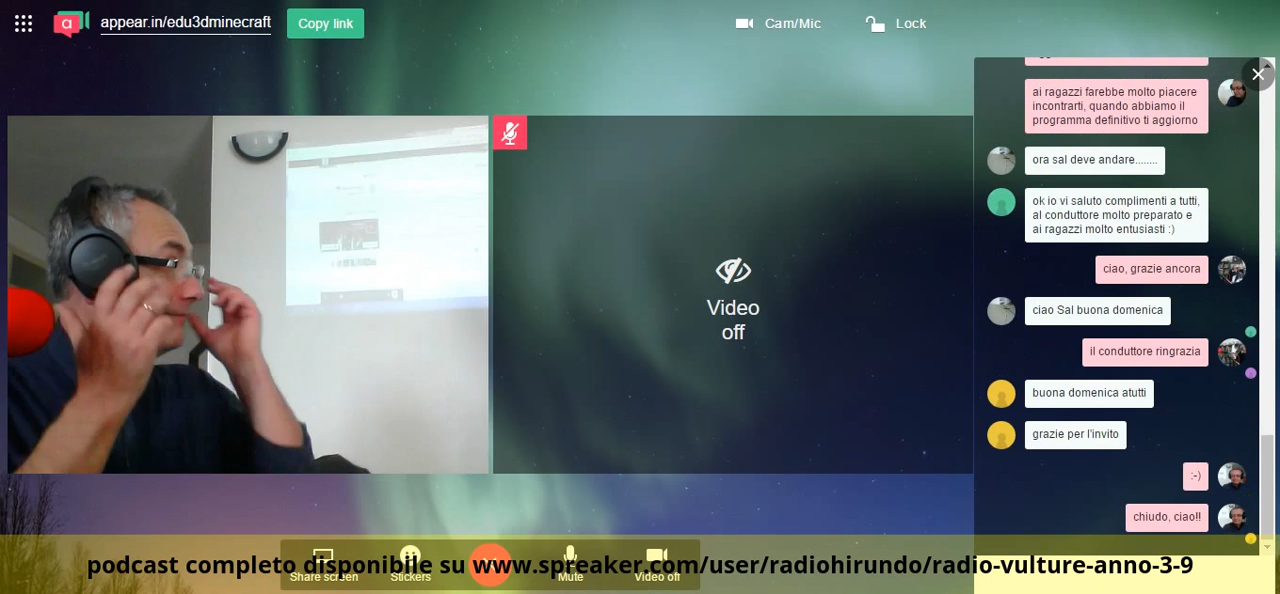 appear.in/edu3dminecraft
Copy link
Cam/Mic
Lock
ai ragazzi farebbe molto piacere
incontrarti, quando abbiamo il
programma definitivo ti aggiorno
ora sal deve andare........
ok io vi saluto complimenti a tutti,
al conduttore molto preparato e
ai ragazzi molto entusiasti :)
ciao, grazie ancora
ciao Sal buona domenica
il conduttore ringrazia
buona domenica atutti
grazie per l'invito
:-)
chiudo, ciao!!
Video
off
Share screen
Stickers
Mute
Video off
podcast completo disponibile su www.spreaker.com/user/radiohirundo/radio-vulture-anno-3-9